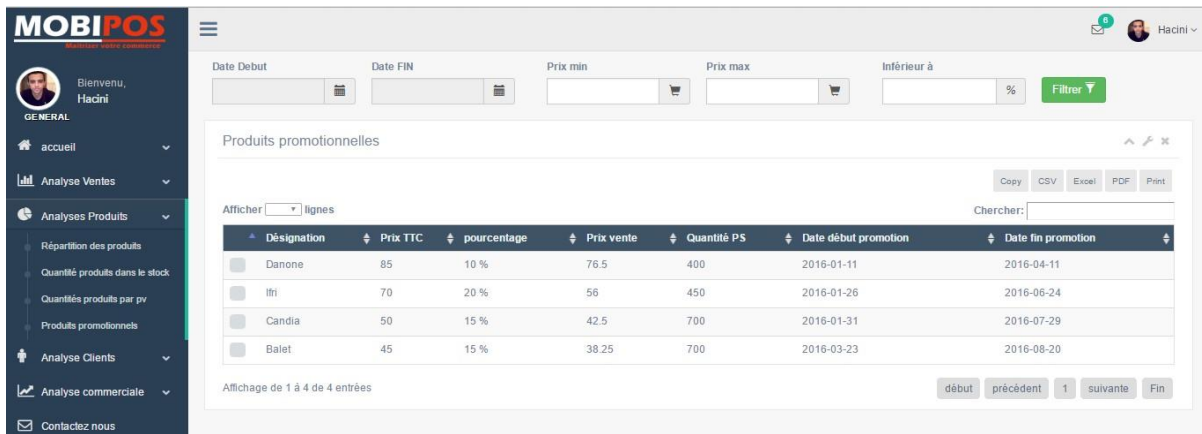 MOBIPOS
Maitriser votre commerce
Bienvenu,
Hacini
GENERAL
accueil
Analyse Ventes
Analyses Produits
Répartition des produits
Quantité produits dans le stock
Quantités produits par pv
Produits promotionnels
Analyse Clients
Analyse commerciale
Contactez nous
6
Hacini
Date Debut Date FIN Prix min Prix max Infèrieur à
% Filtrer
Produits promotionnelles
Copy CSV Excel PDF Print
Afficher lignes Chercher:
Dèsignation Prix TTC pourcentage Prix vente Quantité PS Date début promotion Date fin promotion
Danone 85 10 % 76.5 400 2016-01-11 2016-04-11
Ifri 70 20 % 56 450 2016-01-26 2016-06-24
Candia 50 15 % 42.5 700 2016-01-31 2016-07-29
Balet 45 15 % 38.25 700 2016-03-23 2016-08-20
Affichage de 1 à 4 de 4 entrèes
dèbut prècèdent 1 suivante Fin